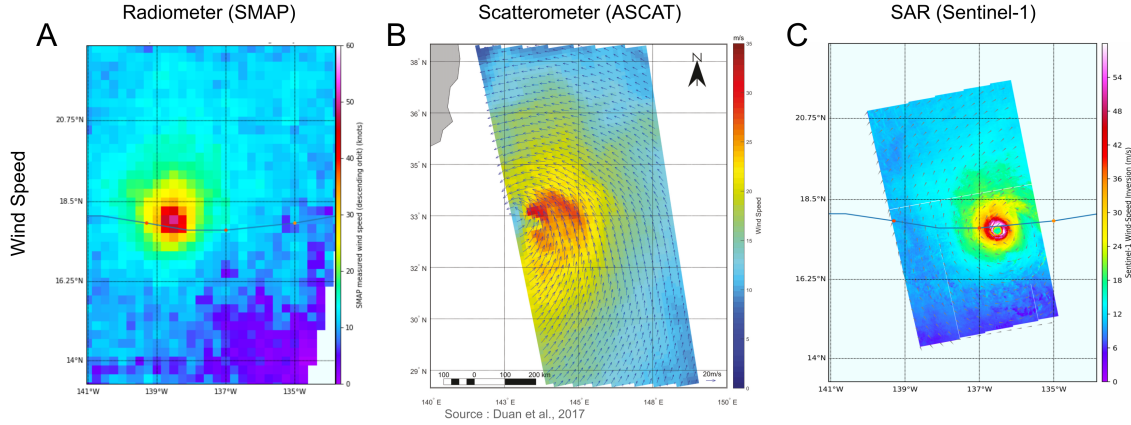 Radiometer (SMAP)
Scatterometer (ASCAT)
SAR (Sentinel-1)
Wind Speed
A
20.75°N
18.5°N
16.25°N
14°N
141°W
139°W
137°W
135°W
60
50
40
30
20
10
0
SMAP measured wind speed (descending orbit) (knots)
B
38°N
36°N
35°N
33°N
32°N
30°N
29°N
140°E
143°E
145°E
148°E
150°E
N
100
0
100
200 km
20m/s
m/s
35
30
25
20
15
10
5
0
Wind Speed
Source : Duan et al., 2017
C
20.75°N
18.5°N
16.25°N
14°N
141°W
139°W
137°W
135°W
54
48
42
36
30
24
18
12
6
0
Sentinel-1 Wind-Speed Inversion (m/s)